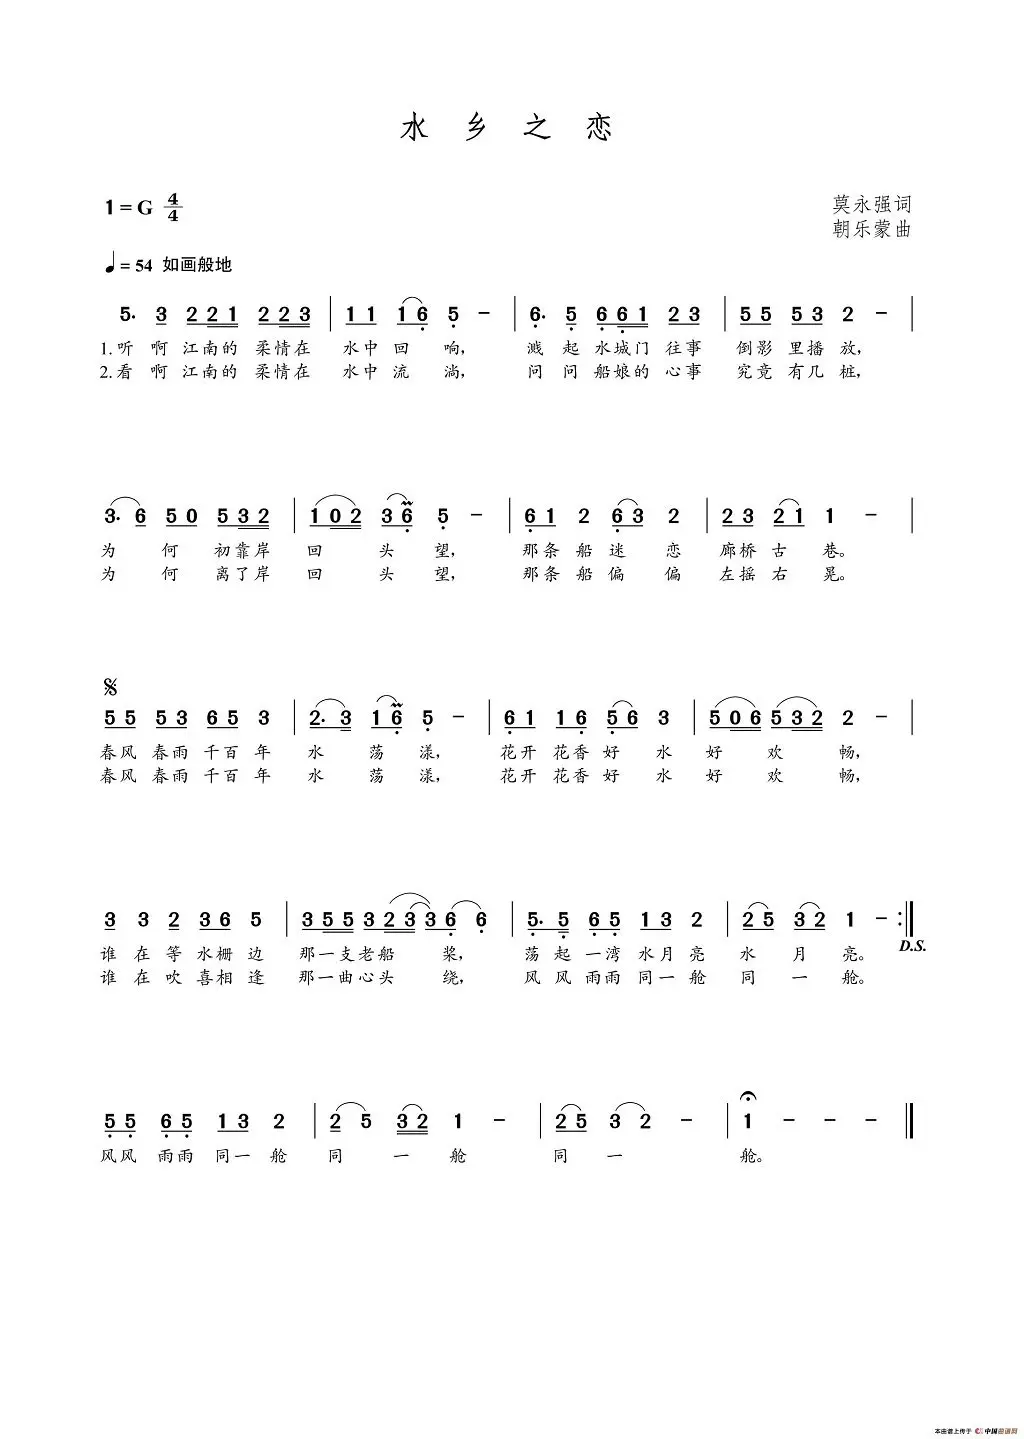 水 乡 之 恋
1 = G 4/4
莫永强词
朝乐蒙曲
♩= 54 如画般地
5. 3 2 2 1 2 2 3 | 1 1 1 6 5 － | 6. 5 6 6 1 2 3 | 5 5 5 3 2 － |
1.听 啊 江南的 柔情在 水中 回 响， 溅 起 水城门 往事 倒影 里播 放，
2.看 啊 江南的 柔情在 水中 流 淌， 问 问 船娘的 心事 究竟 有几 桩，
3. 6 5 0 5 3 2 | 1 0 2 3 6 5 － | 6 1 2 6 3 2 | 2 3 2 1 1 － |
为 何 初靠岸 回 头 望， 那条 船 迷 恋 廊桥 古 巷。
为 何 离了岸 回 头 望， 那条 船 偏 偏 左摇 右 晃。
5 5 5 3 6 5 3 | 2. 3 1 6 5 － | 6 1 1 6 5 6 3 | 5 0 6 5 3 2 2 － |
春风 春雨 千百 年 水 荡 漾， 花开 花香 好 水 好 欢 畅，
春风 春雨 千百 年 水 荡 漾， 花开 花香 好 水 好 欢 畅，
3 3 2 3 6 5 | 3 5 5 3 2 3 3 6 6 | 5. 5 6 5 1 3 2 | 2 5 3 2 1 － :|
D.S.
谁 在 等 水栅 边 那一支老船 桨， 荡 起 一湾 水月 亮 水 月 亮。
谁 在 吹 喜相 逢 那一曲心头 绕， 风 风 雨雨 同一 舱 同 一 舱。
5 5 6 5 1 3 2 | 2 5 3 2 1 － | 2 5 3 2 － | 1 － － － ‖
风风 雨雨 同一 舱 同 一 舱 同 一 舱。
本曲谱上传于 中国曲谱网